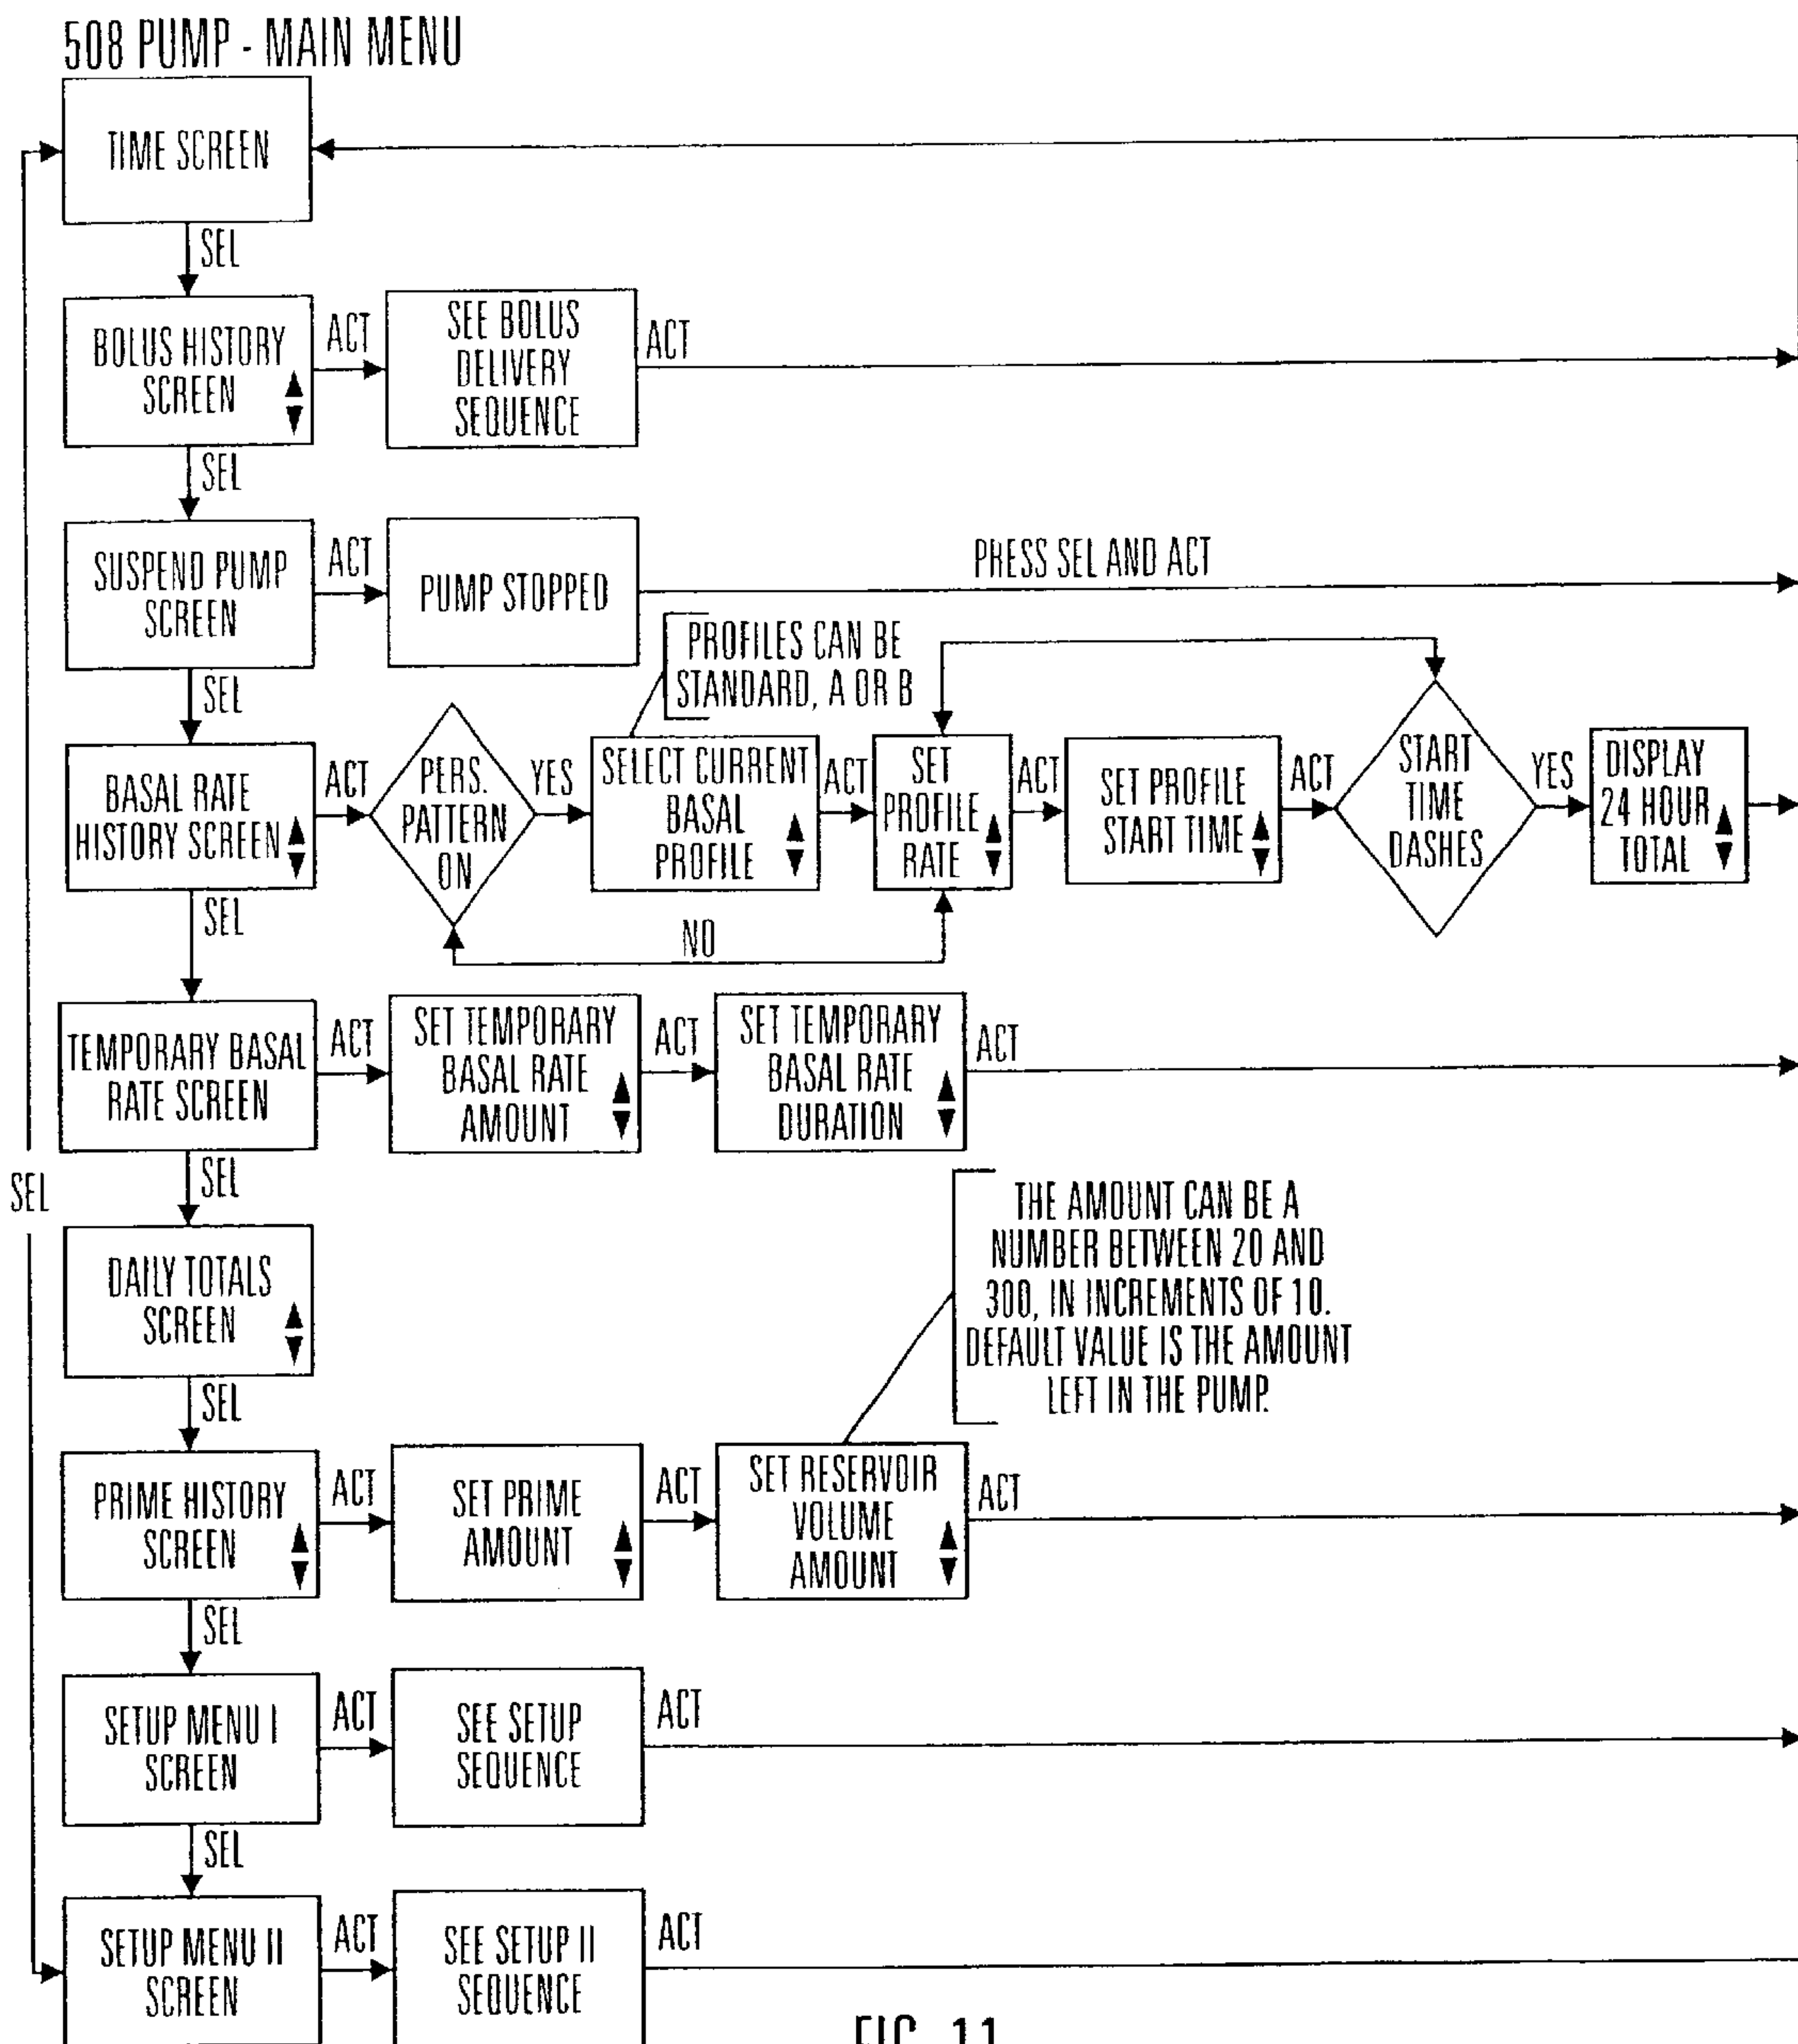 508 PUMP - MAIN MENU
TIME SCREEN
SEL
BOLUS HISTORY
SCREEN
ACT
SEE BOLUS
DELIVERY
SEQUENCE
ACT
SEL
SUSPEND PUMP
SCREEN
ACT
PUMP STOPPED
PRESS SEL AND ACT
SEL
PROFILES CAN BE
STANDARD, A OR B
BASAL RATE
HISTORY SCREEN
ACT
PERS.
PATTERN
ON
YES
SELECT CURRENT
BASAL
PROFILE
ACT
SET
PROFILE
RATE
ACT
SET PROFILE
START TIME
ACT
START
TIME
DASHES
YES
DISPLAY
24 HOUR
TOTAL
NO
SEL
TEMPORARY BASAL
RATE SCREEN
ACT
SET TEMPORARY
BASAL RATE
AMOUNT
ACT
SET TEMPORARY
BASAL RATE
DURATION
ACT
SEL
SEL
DAILY TOTALS
SCREEN
THE AMOUNT CAN BE A
NUMBER BETWEEN 20 AND
300, IN INCREMENTS OF 10.
DEFAULT VALUE IS THE AMOUNT
LEFT IN THE PUMP.
SEL
PRIME HISTORY
SCREEN
ACT
SET PRIME
AMOUNT
ACT
SET RESERVOIR
VOLUME
AMOUNT
ACT
SEL
SETUP MENU I
SCREEN
ACT
SEE SETUP
SEQUENCE
ACT
SEL
SETUP MENU II
SCREEN
ACT
SEE SETUP II
SEQUENCE
ACT
FIG. 11